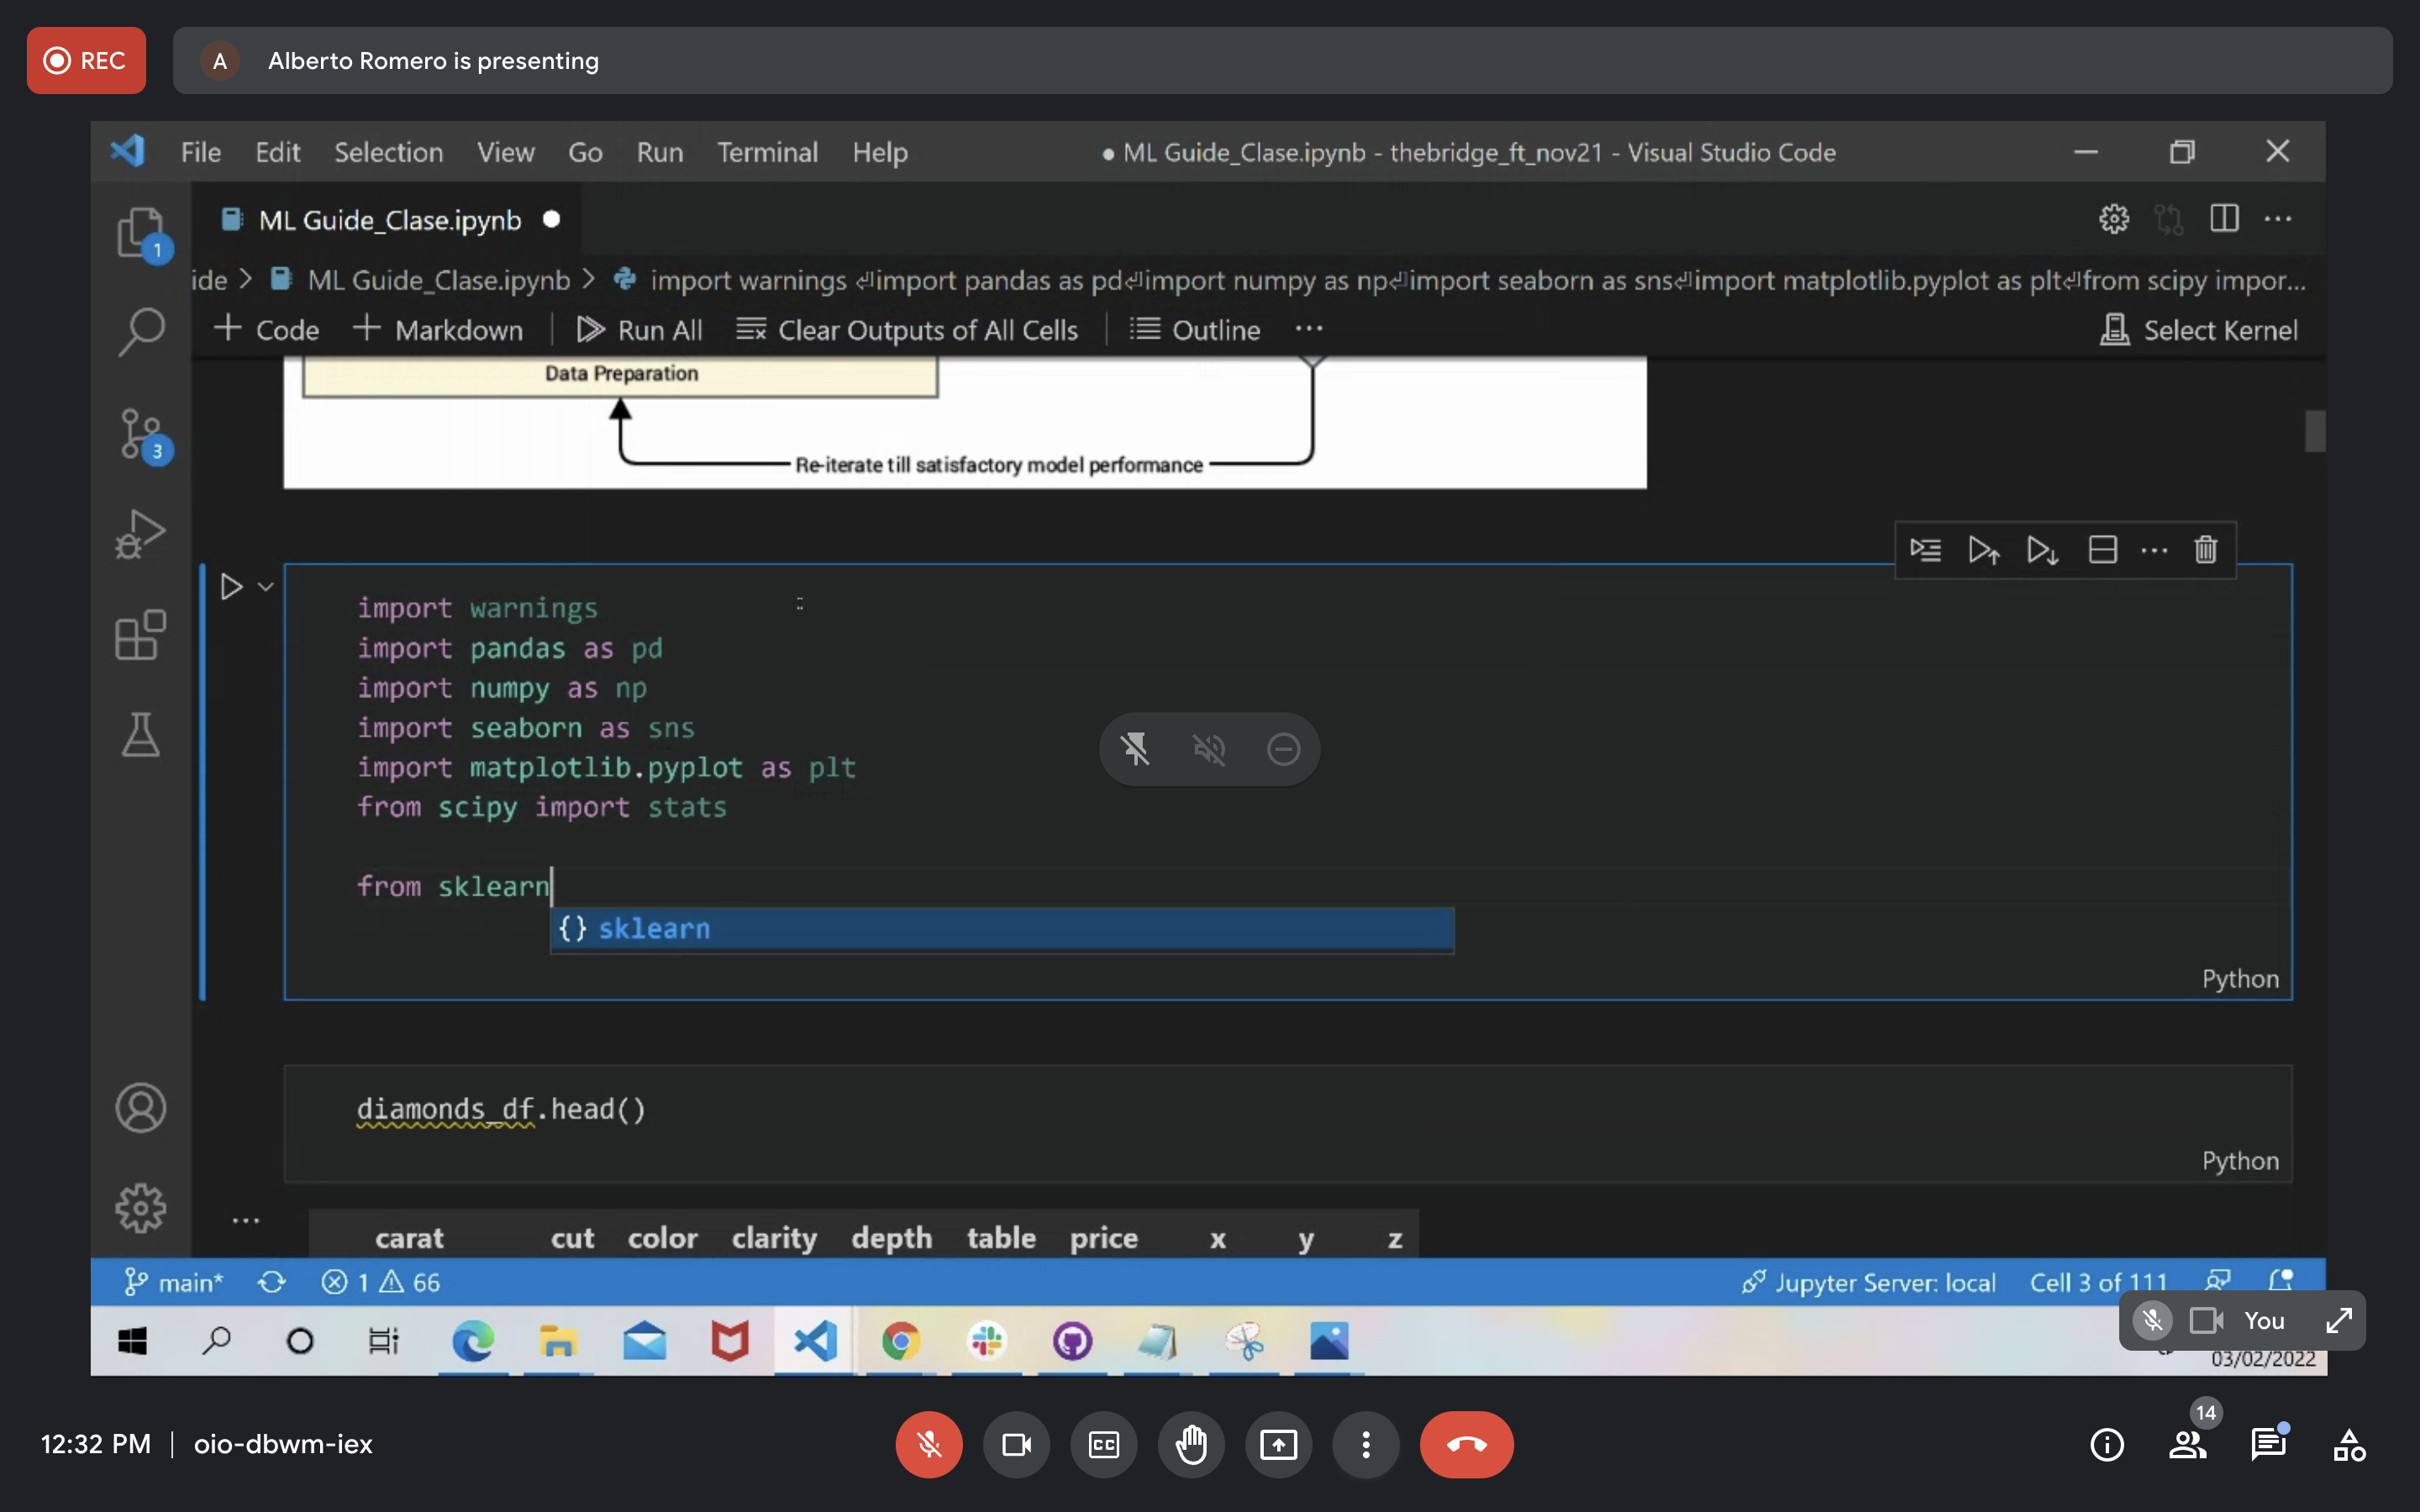 REC
A
Alberto Romero is presenting
File Edit Selection View Go Run Terminal Help
● ML Guide_Clase.ipynb - thebridge_ft_nov21 - Visual Studio Code
ML Guide_Clase.ipynb
1
ide > ML Guide_Clase.ipynb > import warnings ⏎import pandas as pd⏎import numpy as np⏎import seaborn as sns⏎import matplotlib.pyplot as plt⏎from scipy impor...
+ Code + Markdown Run All Clear Outputs of All Cells Outline ...
Select Kernel
Data Preparation
3
Re-iterate till satisfactory model performance
import warnings
import pandas as pd
import numpy as np
import seaborn as sns
import matplotlib.pyplot as plt
from scipy import stats
from sklearn
{} sklearn
Python
diamonds_df.head()
Python
...
carat cut color clarity depth table price x y z
main* 1 66
Jupyter Server: local Cell 3 of 111
You
03/02/2022
12:32 PM | oio-dbwm-iex
CC
14